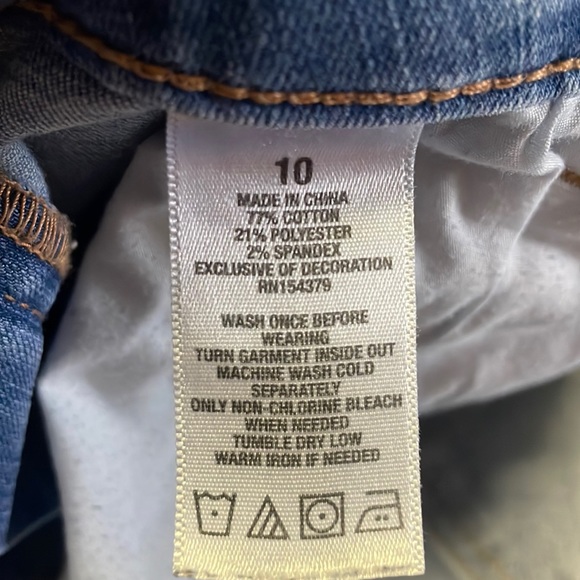 10
MADE IN CHINA
77% COTTON
21% POLYESTER
2% SPANDEX
EXCLUSIVE OF DECORATION
RN154379
WASH ONCE BEFORE
WEARING
TURN GARMENT INSIDE OUT
MACHINE WASH COLD
SEPARATELY
ONLY NON-CHLORINE BLEACH
WHEN NEEDED
TUMBLE DRY LOW
WARM IRON IF NEEDED